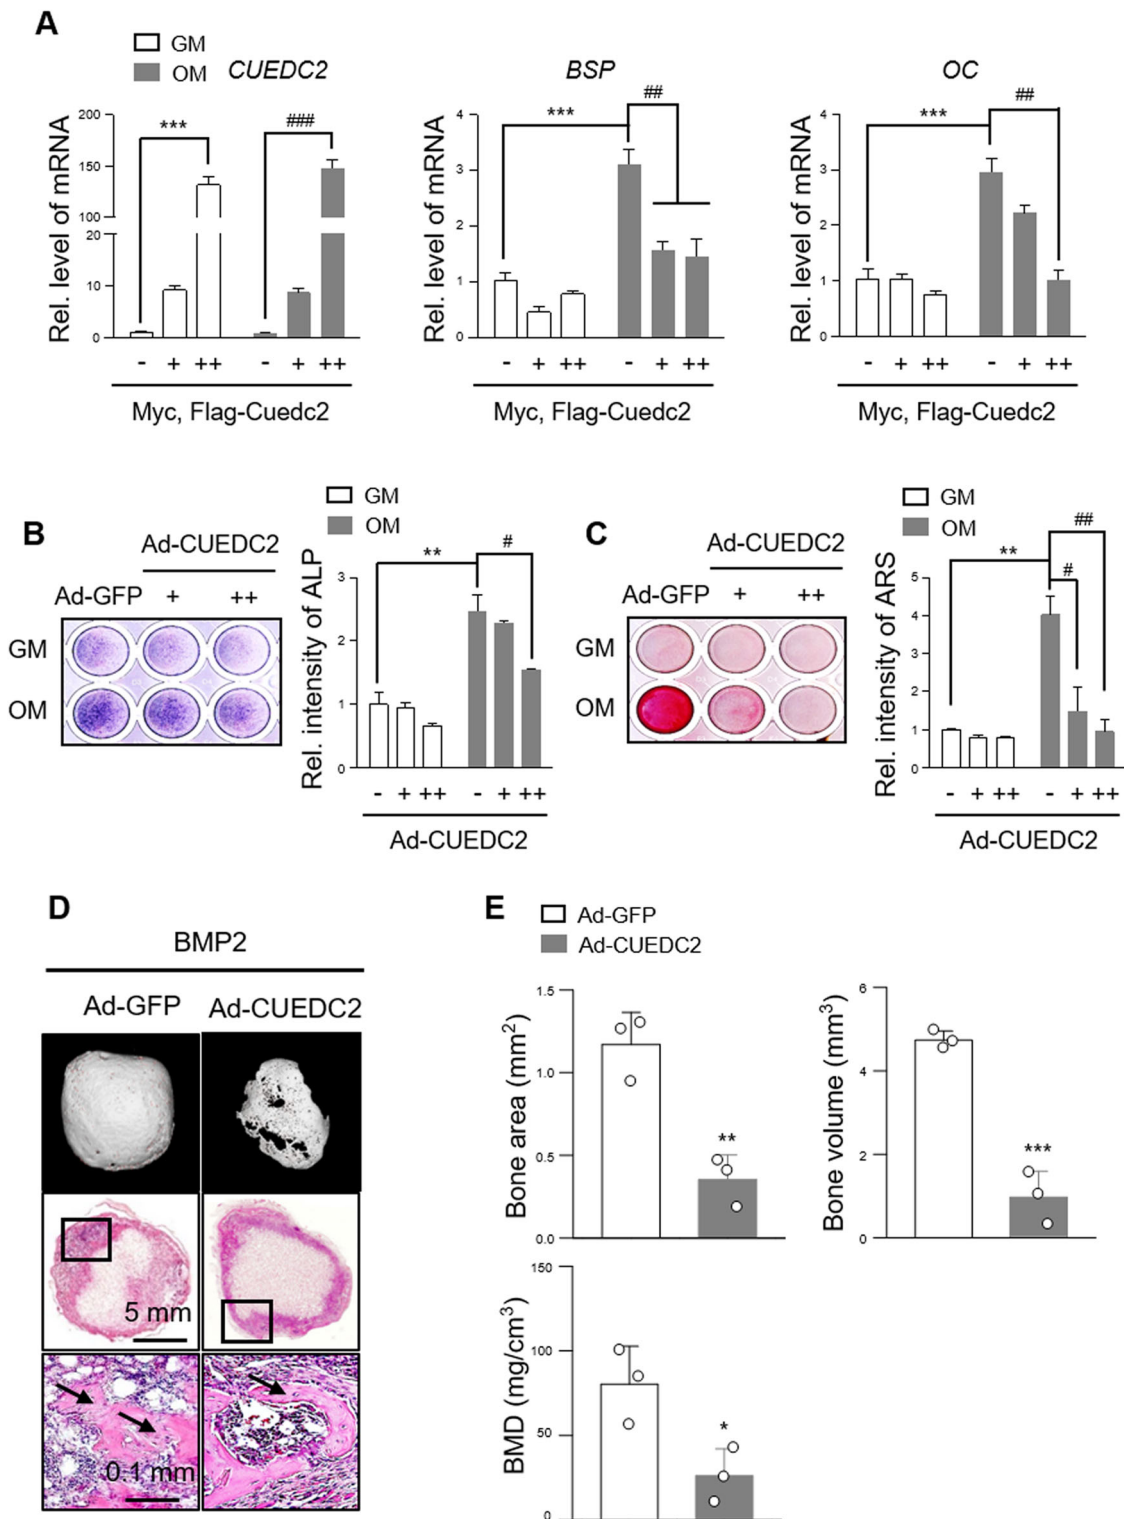 A
GM
OM
CUEDC2
BSP
OC
Rel. level of mRNA
200
150
100
20
10
0
***
###
- + ++ - + ++
Myc, Flag-Cuedc2
Rel. level of mRNA
4
3
2
1
0
***
##
- + ++ - + ++
Myc, Flag-Cuedc2
Rel. level of mRNA
4
3
2
1
0
***
##
- + ++ - + ++
Myc, Flag-Cuedc2
B
Ad-CUEDC2
Ad-GFP + ++
GM
OM
GM
OM
Rel. intensity of ALP
3
2
1
0
**
#
- + ++ - + ++
Ad-CUEDC2
C
Ad-CUEDC2
Ad-GFP + ++
GM
OM
GM
OM
Rel. intensity of ARS
5
4
3
2
1
0
**
#
##
- + ++ - + ++
Ad-CUEDC2
D
BMP2
Ad-GFP Ad-CUEDC2
5 mm
0.1 mm
E
Ad-GFP
Ad-CUEDC2
Bone area (mm²)
1.5
1.0
0.5
0.0
**
Bone volume (mm³)
6
4
2
0
***
BMD (mg/cm³)
150
100
50
0
*